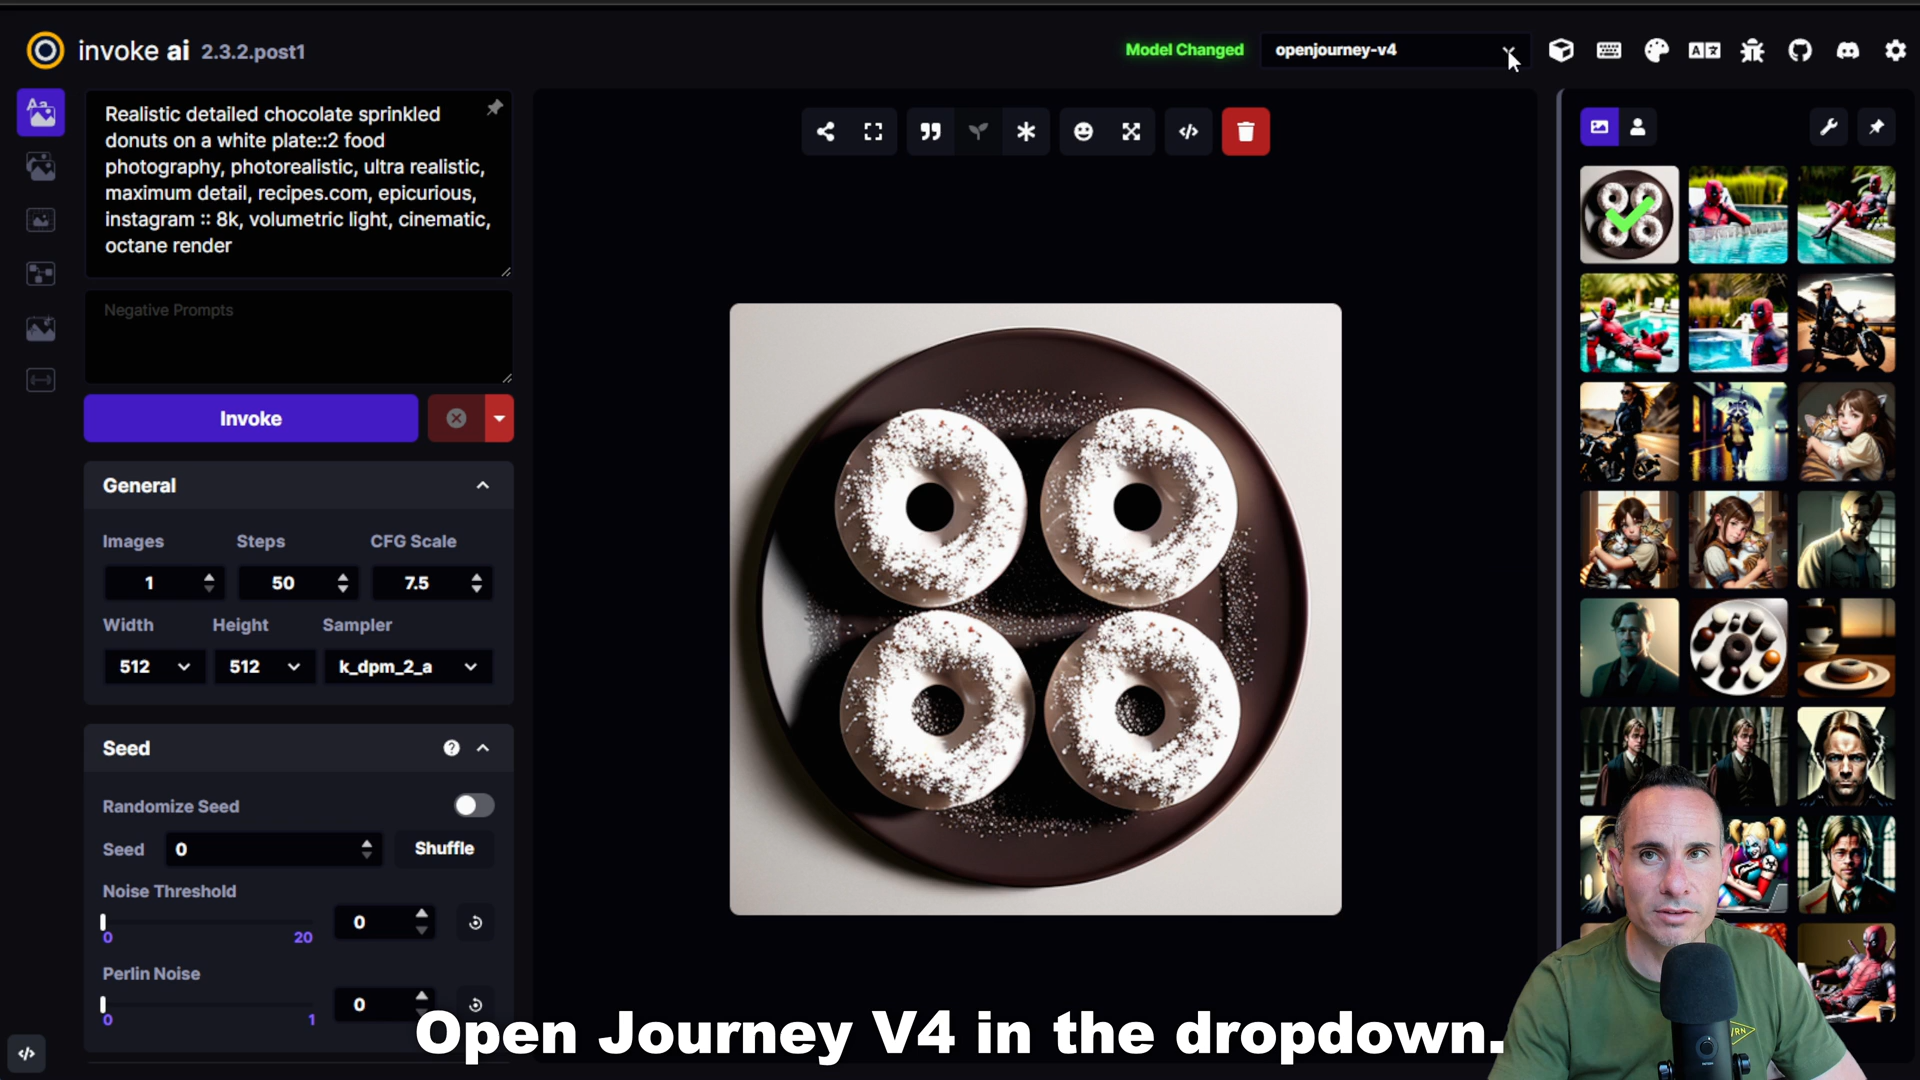 invoke ai 2.3.2.post1
Model Changed
openjourney-v4
Realistic detailed chocolate sprinkled
donuts on a white plate::2 food
photography, photorealistic, ultra realistic,
maximum detail, recipes.com, epicurious,
instagram :: 8k, volumetric light, cinematic,
octane render
Negative Prompts
Invoke
General
Images Steps CFG Scale
1 50 7.5
Width Height Sampler
512 512 k_dpm_2_a
Seed
Randomize Seed
Seed 0 Shuffle
Noise Threshold
0 20 0
Perlin Noise
0 1 0
Open Journey V4 in the dropdown.